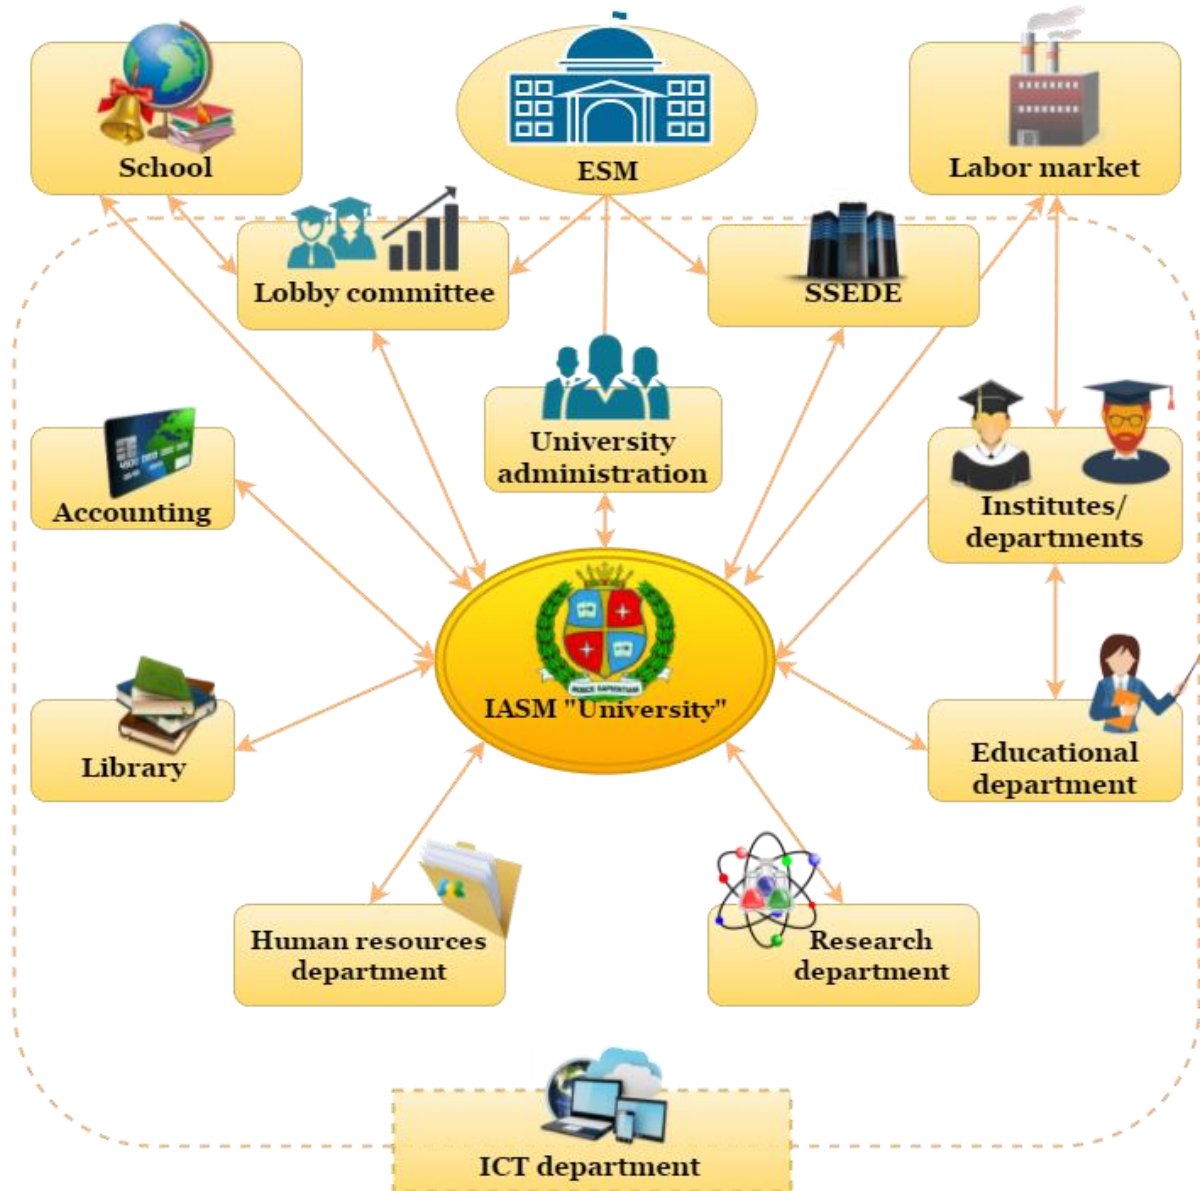 School
ESM
Labor market
Lobby committee
SSEDE
University
administration
Accounting
Institutes/
departments
IASM "University"
Library
Educational
department
Human resources
department
Research
department
ICT department